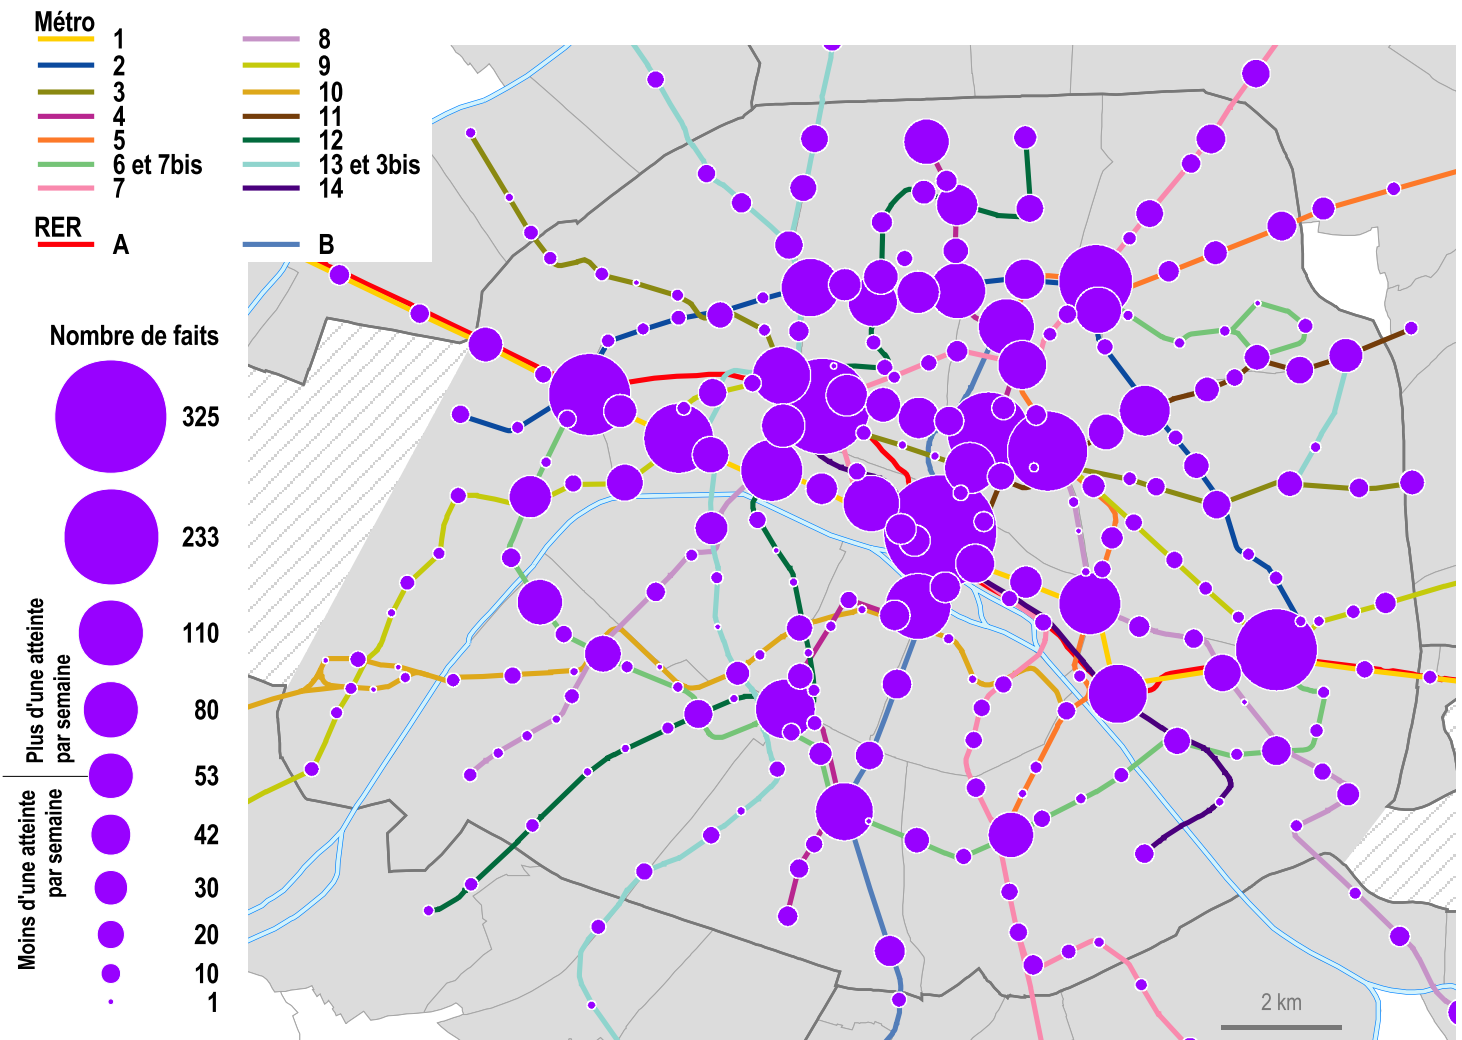 Métro
1
2
3
4
5
6 et 7bis
7
8
9
10
11
12
13 et 3bis
14
RER
A
B
Nombre de faits
325
233
110
80
53
42
30
20
10
1
Plus d'une atteinte
par semaine
Moins d'une atteinte
par semaine
2 km